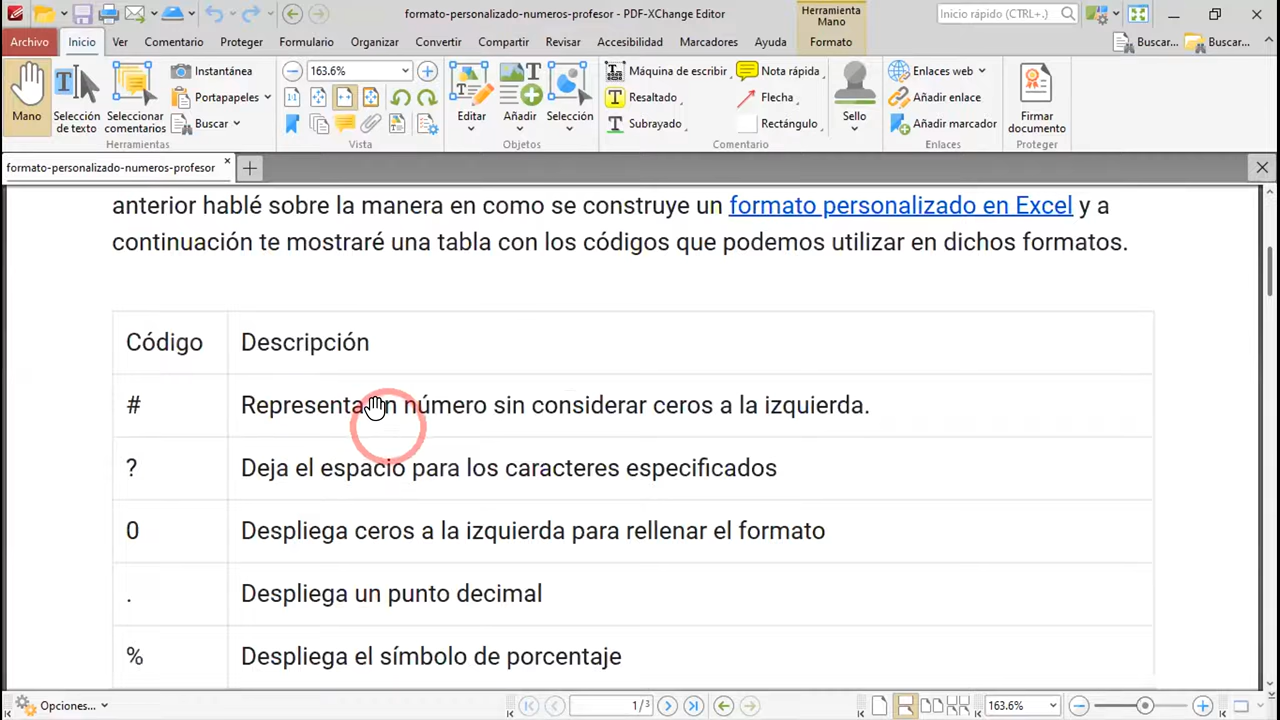 formato-personalizado-numeros-profesor - PDF-XChange Editor
Herramienta
Mano
Inicio rápido (CTRL+.)
Archivo
Inicio
Ver
Comentario
Proteger
Formulario
Organizar
Convertir
Compartir
Revisar
Accesibilidad
Marcadores
Ayuda
Formato
Buscar...
Buscar...
Mano
Selección
de texto
Seleccionar
comentarios
Instantánea
Portapapeles
Buscar
Herramientas
163.6%
Vista
Editar
Añadir
Selección
Objetos
Máquina de escribir
Resaltado
Subrayado
Nota rápida
Flecha
Rectángulo
Sello
Comentario
Enlaces web
Añadir enlace
Añadir marcador
Enlaces
Firmar
documento
Proteger
formato-personalizado-numeros-profesor
anterior hablé sobre la manera en como se construye un formato personalizado en Excel y a
continuación te mostraré una tabla con los códigos que podemos utilizar en dichos formatos.
Código Descripción
# Representa un número sin considerar ceros a la izquierda.
? Deja el espacio para los caracteres especificados
0 Despliega ceros a la izquierda para rellenar el formato
. Despliega un punto decimal
% Despliega el símbolo de porcentaje
Opciones...
1/3
163.6%